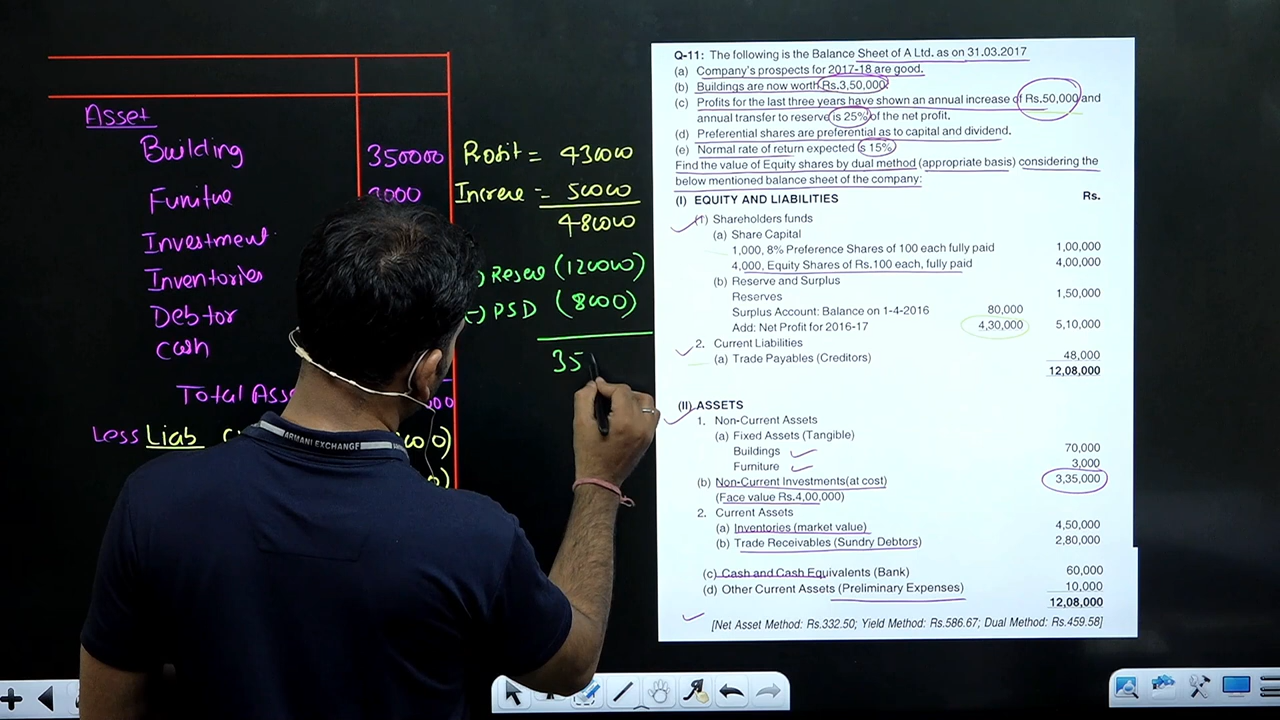 Asset
Building 350000
Funitue 3000
Investment
Inventories
Debtor
Cash
Total Asse
Less Liab
Rofit = 430000
Increse = 50000
480000
Reseve (120000)
(-) PSD (8000)
35
ARMANI EXCHANGE
Q-11: The following is the Balance Sheet of A Ltd. as on 31.03.2017
(a) Company's prospects for 2017-18 are good.
(b) Buildings are now worth Rs.3,50,000.
(c) Profits for the last three years have shown an annual increase of Rs.50,000 and
annual transfer to reserve is 25% of the net profit.
(d) Preferential shares are preferential as to capital and dividend.
(e) Normal rate of return expected is 15%
Find the value of Equity shares by dual method (appropriate basis) considering the
below mentioned balance sheet of the company:
(I) EQUITY AND LIABILITIES Rs.
(1) Shareholders funds
(a) Share Capital
1,000, 8% Preference Shares of 100 each fully paid 1,00,000
4,000, Equity Shares of Rs.100 each, fully paid 4,00,000
(b) Reserve and Surplus
Reserves 1,50,000
Surplus Account: Balance on 1-4-2016 80,000
Add: Net Profit for 2016-17 4,30,000 5,10,000
2. Current Liabilities
(a) Trade Payables (Creditors) 48,000
12,08,000
(II) ASSETS
1. Non-Current Assets
(a) Fixed Assets (Tangible)
Buildings 70,000
Furniture 3,000
(b) Non-Current Investments(at cost) 3,35,000
(Face value Rs.4,00,000)
2. Current Assets
(a) Inventories (market value) 4,50,000
(b) Trade Receivables (Sundry Debtors) 2,80,000
(c) Cash and Cash Equivalents (Bank) 60,000
(d) Other Current Assets (Preliminary Expenses) 10,000
12,08,000
[Net Asset Method: Rs.332.50; Yield Method: Rs.586.67; Dual Method: Rs.459.58]